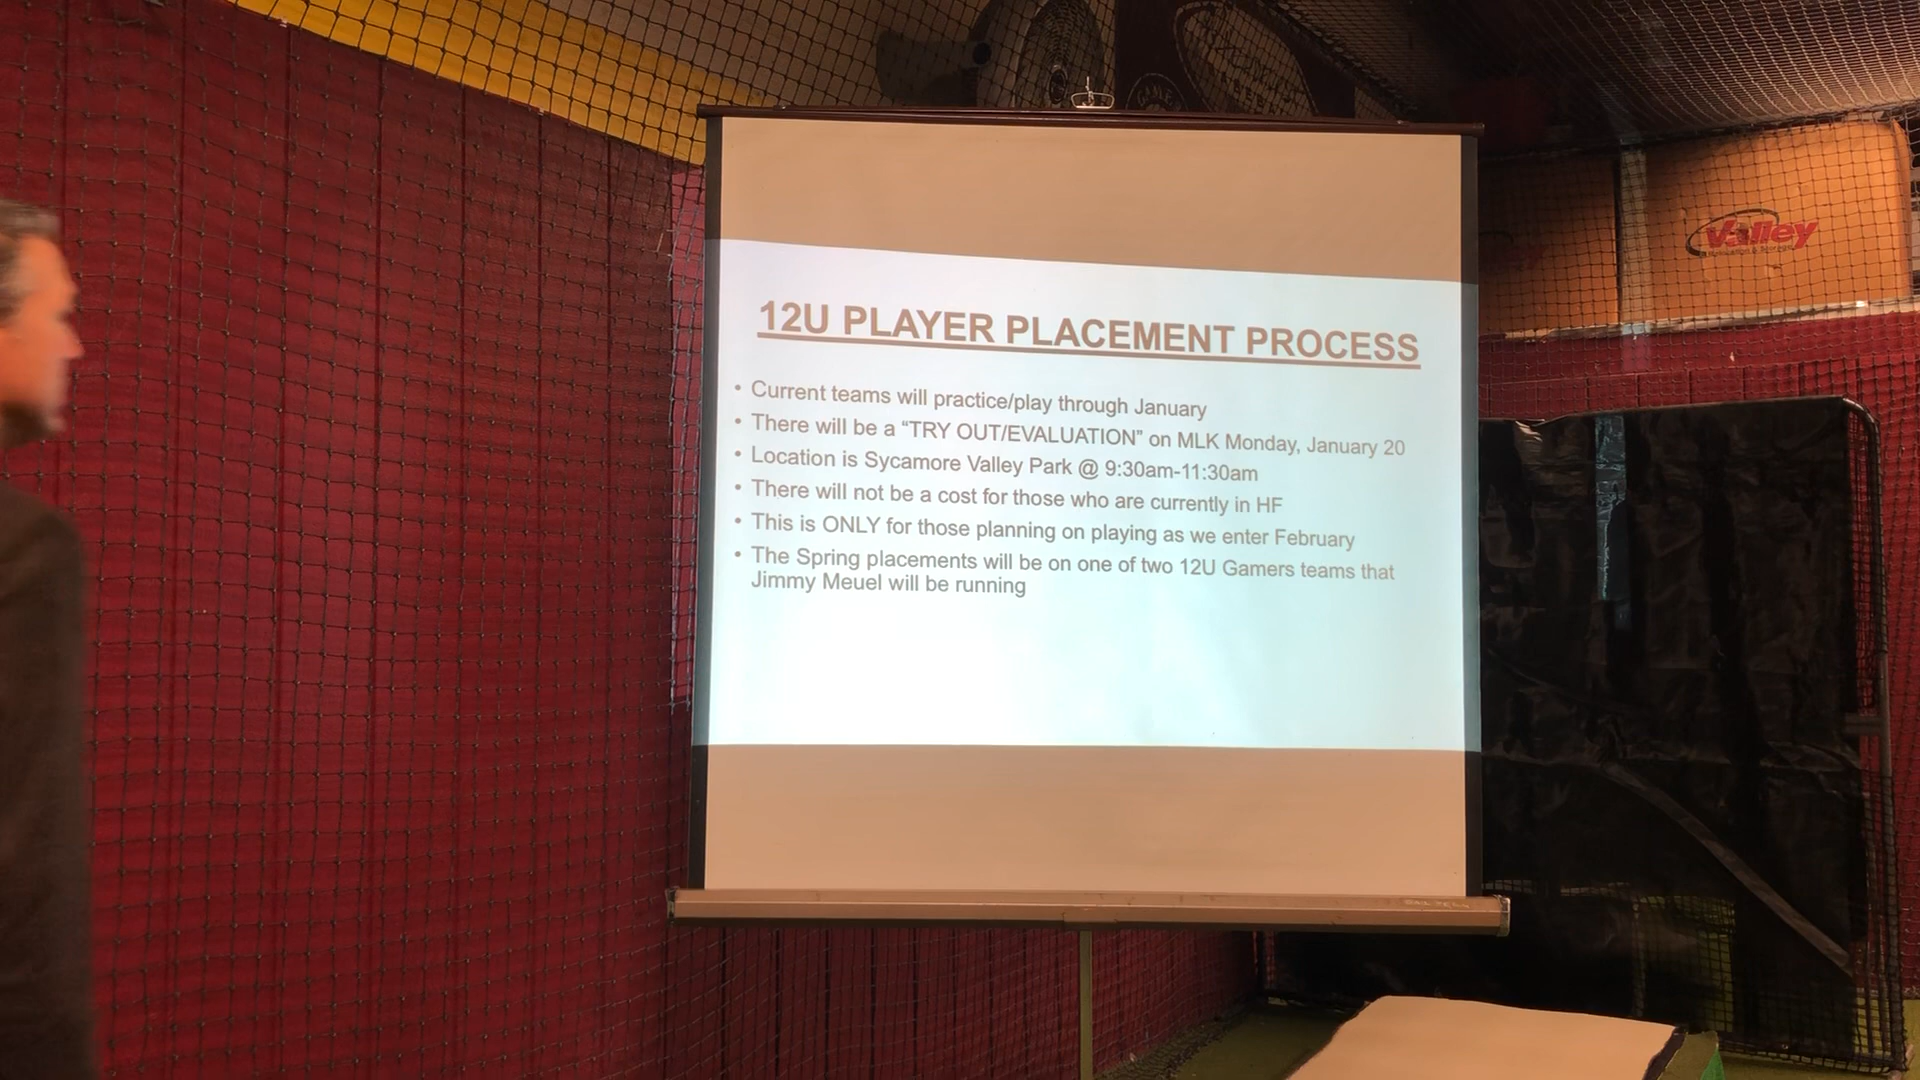 GAME
BEE
Valley
12U PLAYER PLACEMENT PROCESS
• Current teams will practice/play through January
• There will be a “TRY OUT/EVALUATION” on MLK Monday, January 20
• Location is Sycamore Valley Park @ 9:30am-11:30am
• There will not be a cost for those who are currently in HF
• This is ONLY for those planning on playing as we enter February
• The Spring placements will be on one of two 12U Gamers teams that
Jimmy Meuel will be running